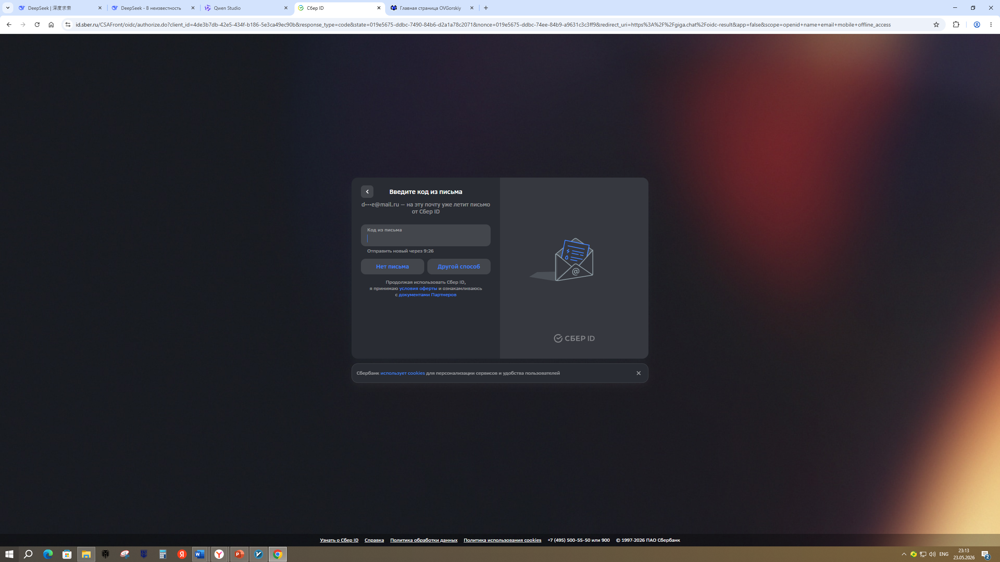 DeepSeek | 深度求索
DeepSeek - В неизвестность
Qwen Studio
Сбер ID
Главная страница OVGorskiy
id.sber.ru/CSAFront/oidc/authorize.do?client_id=4de3b7db-42e5-434f-b186-5e3ca49ec90b&response_type=code&state=019e5675-ddbc-7490-84b6-d2a1a78c2071&nonce=019e5675-ddbc-74ee-84b9-a9631c3c3ff9&redirect_uri=https%3A%2F%2Fgiga.chat%2Foidc-result&app=false&scope=openid+name+email+mobile+offline_access
Введите код из письма
d•••e@mail.ru — на эту почту уже летит письмо
от Сбер ID
Код из письма
Отправить новый через 9:26
Нет письма
Другой способ
Продолжая использовать Сбер ID,
я принимаю условия оферты и ознакамливаюсь
с документами Партнеров
@
СБЕР ID
Сбербанк использует cookies для персонализации сервисов и удобства пользователей
Узнать о Сбер ID
Справка
Политика обработки данных
Политика использования cookies
+7 (495) 500-55-50 или 900
© 1997-2026 ПАО Сбербанк
ENG
23:13
23.05.2026
2